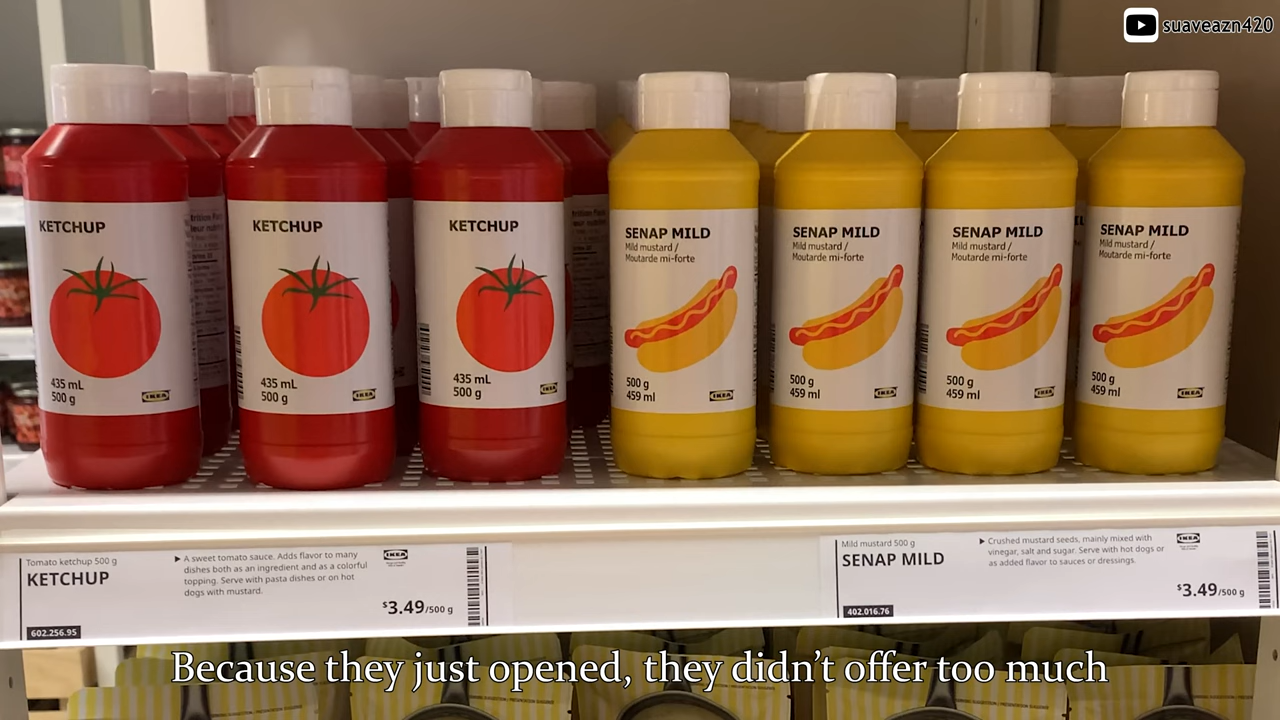 suaveazn420
KETCHUP
435 mL
500 g
IKEA
KETCHUP
435 mL
500 g
IKEA
KETCHUP
435 mL
500 g
IKEA
SENAP MILD
Mild mustard /
Moutarde mi-forte
500 g
459 ml
IKEA
SENAP MILD
Mild mustard /
Moutarde mi-forte
500 g
459 ml
IKEA
SENAP MILD
Mild mustard /
Moutarde mi-forte
500 g
459 ml
IKEA
SENAP MILD
Mild mustard /
Moutarde mi-forte
500 g
459 ml
IKEA
Tomato ketchup 500 g
KETCHUP
602.256.95
▶ A sweet tomato sauce. Adds flavor to many
dishes both as an ingredient and as a colorful
topping. Serve with pasta dishes or on hot
dogs with mustard.
IKEA
$3.49/500 g
Mild mustard 500 g
SENAP MILD
402.016.76
▶ Crushed mustard seeds, mainly mixed with
vinegar, salt and sugar. Serve with hot dogs or
as added flavor to sauces or dressings.
IKEA
$3.49/500 g
Because they just opened, they didn't offer too much